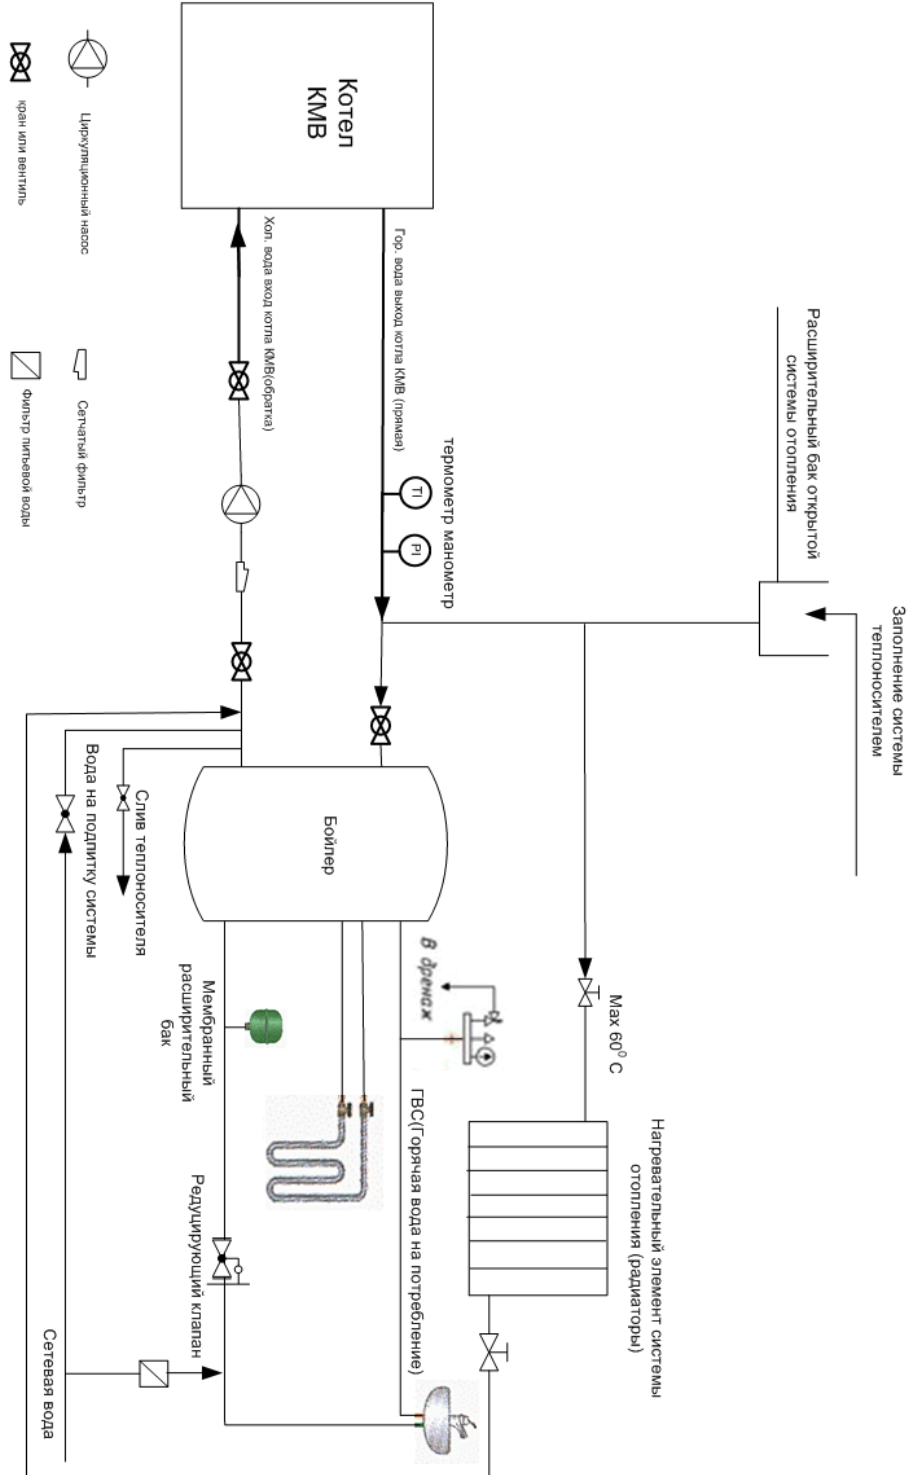 Котел
КМВ
Циркуляционный насос
кран или вентиль
Сетчатый фильтр
Фильтр питьевой воды
Хол. вода вход котла КМВ(обратка)
Гор. вода выход котла КМВ (прямая)
термометр манометр
TI
PI
Расширительный бак открытой
системы отопления
Заполнение системы
теплоносителем
Бойлер
Слив теплоносителя
Вода на подпитку системы
В дренаж
Мембранный
расширительный
бак
Max 60⁰ C
Нагревательный элемент системы
отопления (радиаторы)
ГВС(Горячая вода на потребление)
Редуцирующий клапан
Сетевая вода